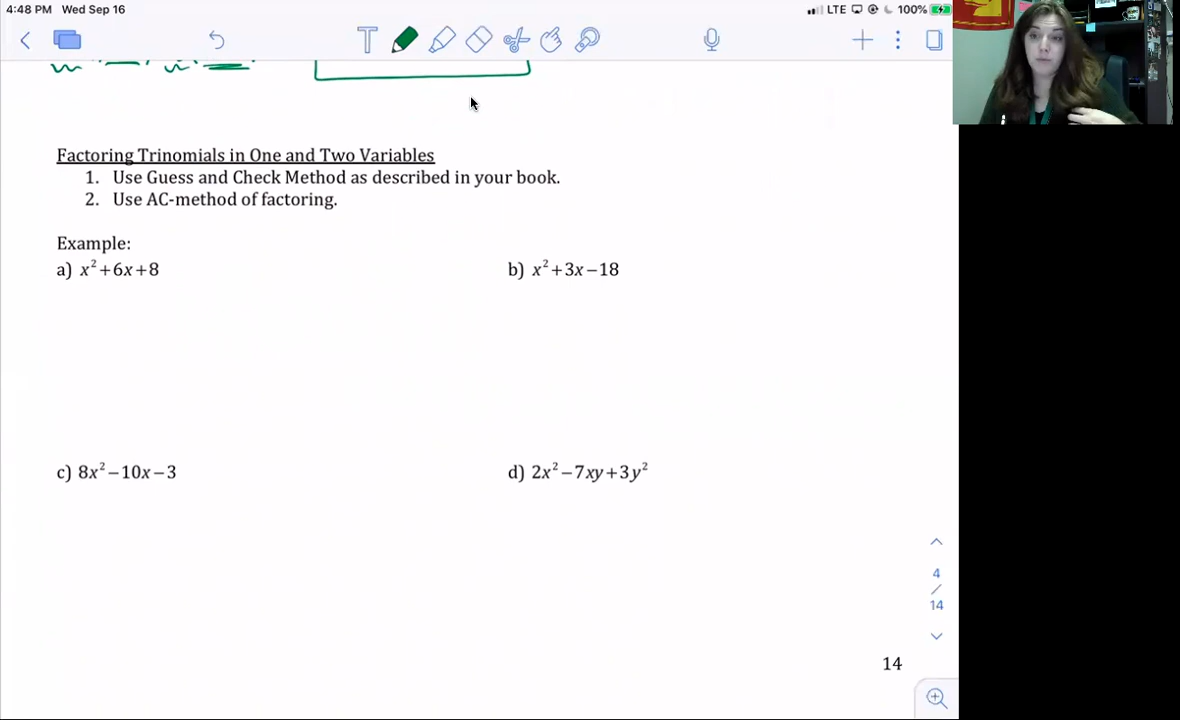 4:48 PM Wed Sep 16
LTE 100%
Factoring Trinomials in One and Two Variables
1. Use Guess and Check Method as described in your book.
2. Use AC-method of factoring.
Example:
a) x²+6x+8
b) x²+3x−18
c) 8x²−10x−3
d) 2x²−7xy+3y²
4
/
14
14